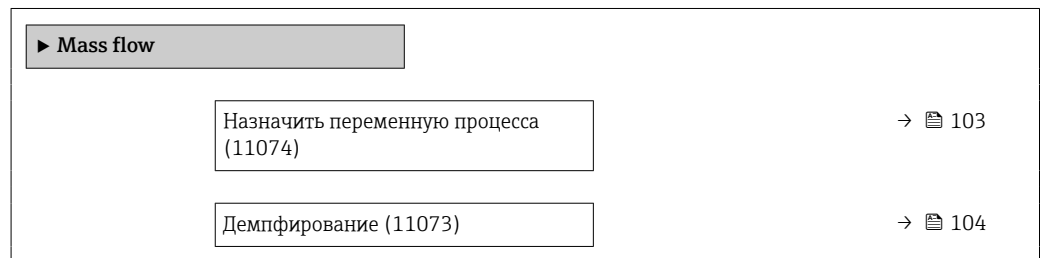 ▶ Mass flow
Назначить переменную процесса
(11074)
→ 103
Демпфирование (11073)
→ 104